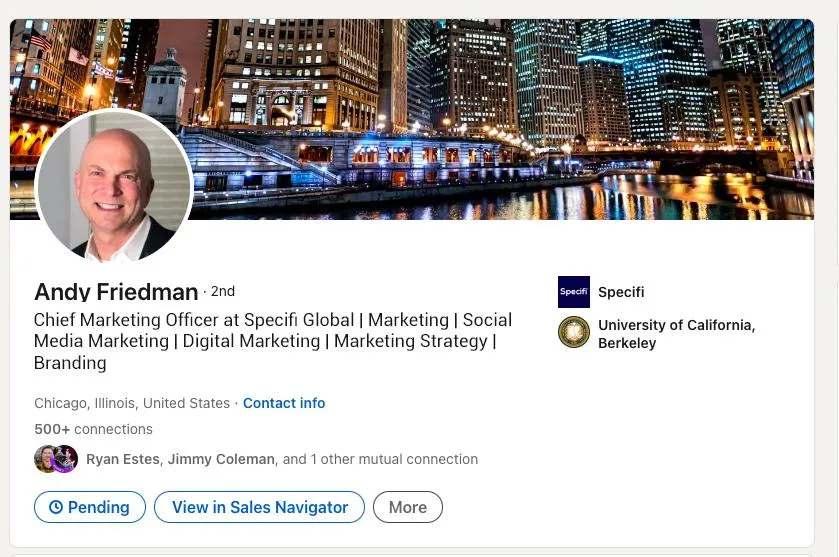 Andy Friedman · 2nd
Chief Marketing Officer at Specifi Global | Marketing | Social
Media Marketing | Digital Marketing | Marketing Strategy |
Branding
Chicago, Illinois, United States · Contact info
500+ connections
Ryan Estes, Jimmy Coleman, and 1 other mutual connection
Pending
View in Sales Navigator
More
Specifi
Specifi
University of California,
Berkeley